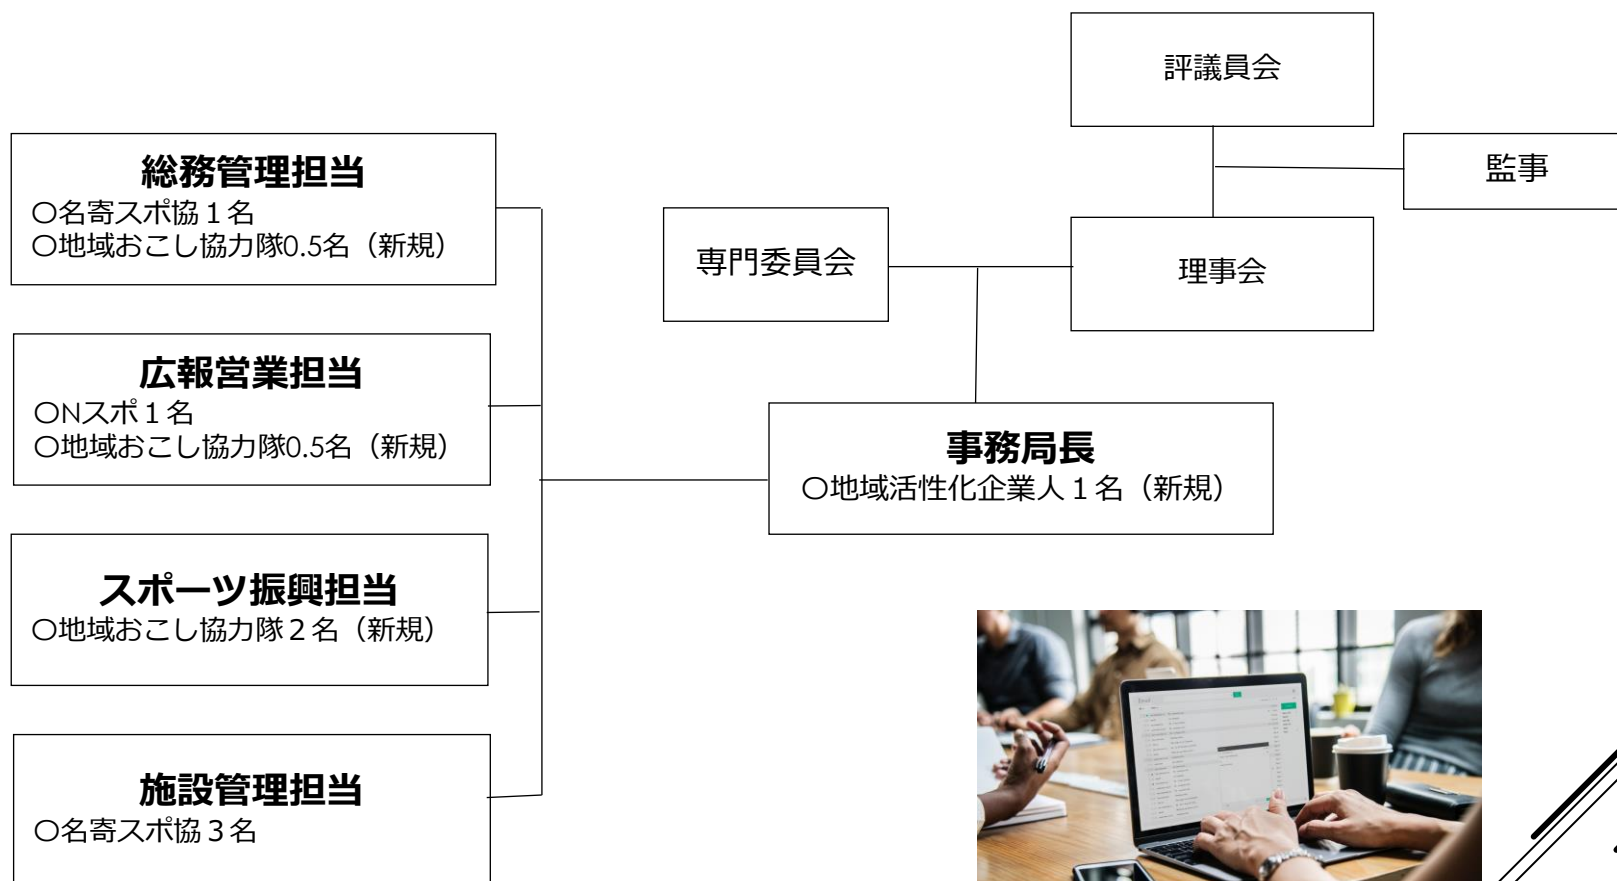 評議員会
監事
理事会
専門委員会
事務局長
〇地域活性化企業人１名（新規）
総務管理担当
〇名寄スポ協１名
〇地域おこし協力隊0.5名（新規）
広報営業担当
〇Nスポ１名
〇地域おこし協力隊0.5名（新規）
スポーツ振興担当
〇地域おこし協力隊２名（新規）
施設管理担当
〇名寄スポ協３名